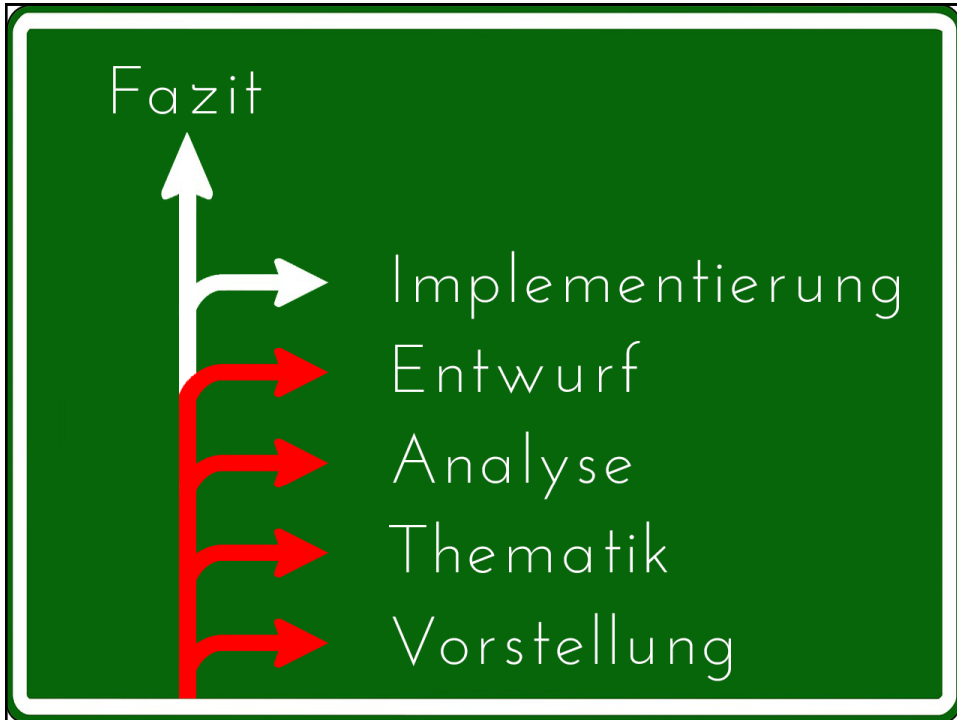 Fazit
Implementierung
Entwurf
Analyse
Thematik
Vorstellung